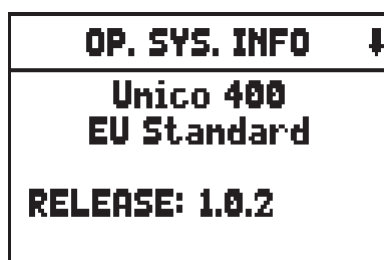 OP. SYS. INFO
Unico 400
EU Standard
RELEASE: 1.0.2